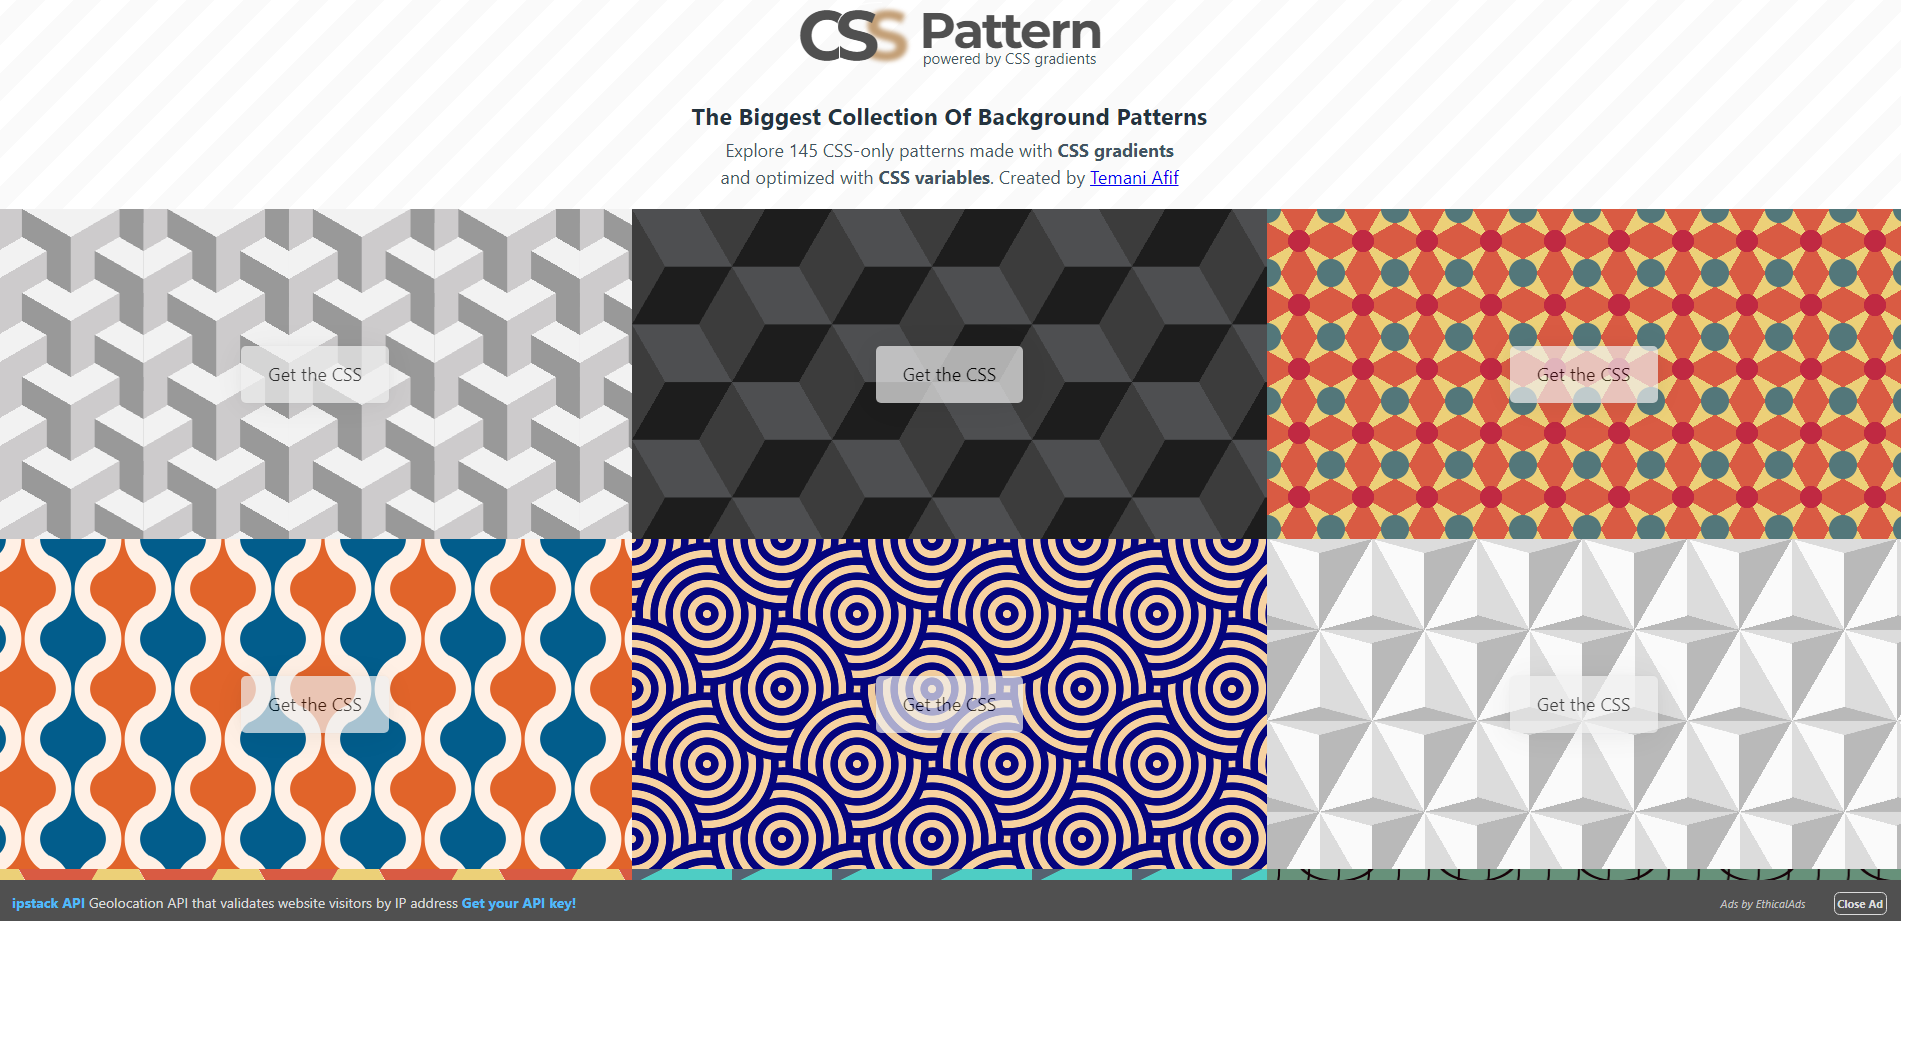 CSS Pattern
powered by CSS gradients
The Biggest Collection Of Background Patterns
Explore 145 CSS-only patterns made with CSS gradients
and optimized with CSS variables. Created by Temani Afif
Get the CSS
Get the CSS
Get the CSS
Get the CSS
Get the CSS
Get the CSS
ipstack API Geolocation API that validates website visitors by IP address Get your API key!
Ads by EthicalAds
Close Ad